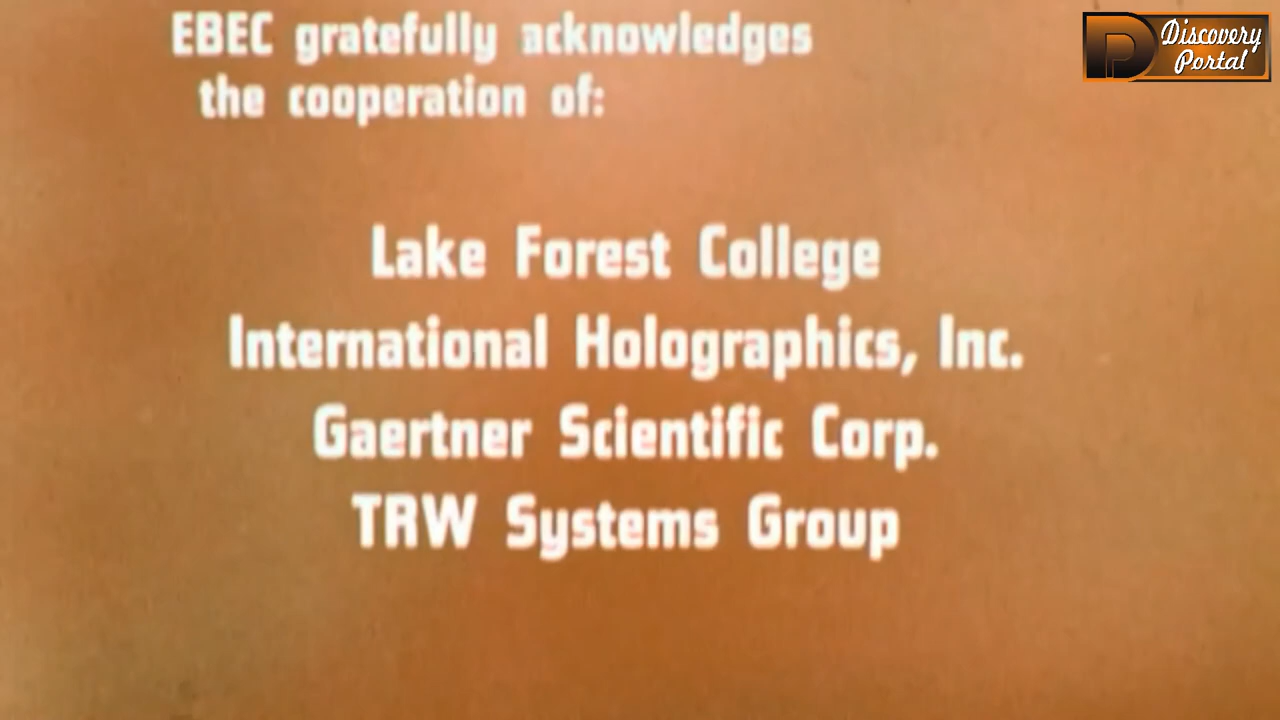 EBEC gratefully acknowledges
the cooperation of:
Lake Forest College
International Holographics, Inc.
Gaertner Scientific Corp.
TRW Systems Group
Discovery
Portal